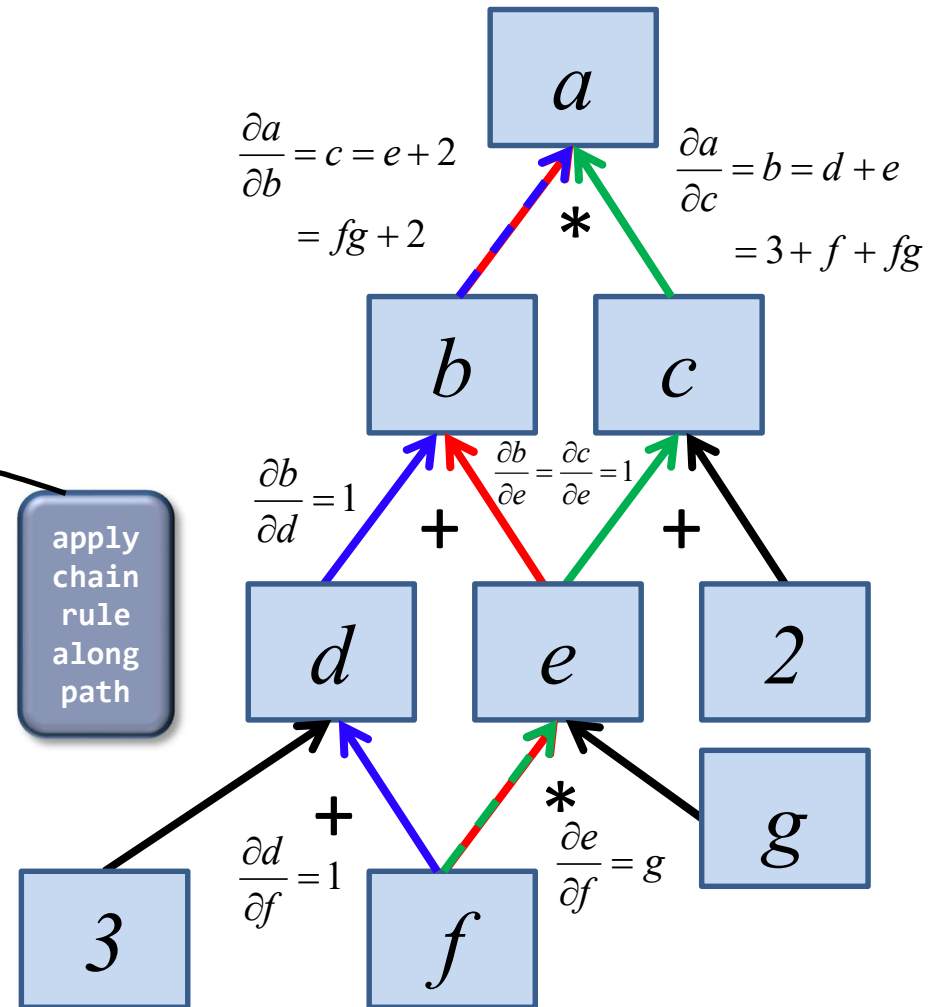 a
∂a/∂b = c = e + 2
= fg + 2
*
∂a/∂c = b = d + e
= 3 + f + fg
b
c
∂b/∂d = 1
+
∂b/∂e = ∂c/∂e = 1
+
apply
chain
rule
along
path
d
e
2
+
∂d/∂f = 1
*
∂e/∂f = g
g
3
f